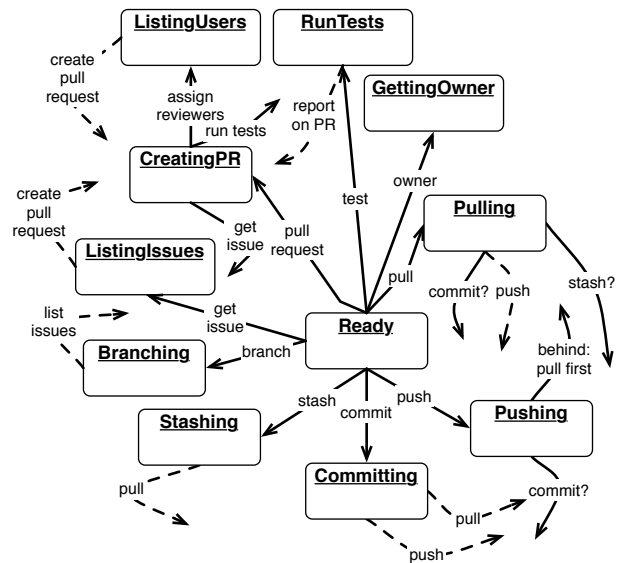 ListingUsers
RunTests
create
pull
request
assign
reviewers
report
on PR
GettingOwner
run tests
CreatingPR
create
pull
request
get
issue
pull
request
test
owner
Pulling
ListingIssues
pull
commit?
push
stash?
list
issues
get
issue
Ready
Branching
branch
behind:
pull first
stash
commit
push
Stashing
Pushing
pull
Committing
commit?
pull
push